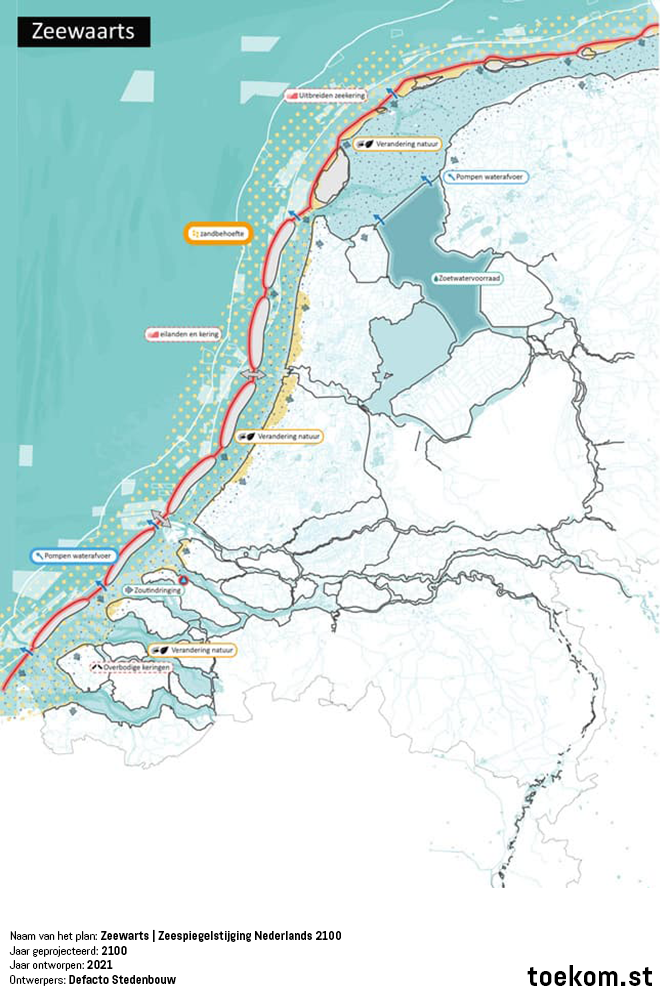 Zeewaarts
Uitbreiden zeekering
Verandering natuur
Pompen waterafvoer
zandbehoefte
Zoetwatervoorraad
eilanden en kering
Verandering natuur
Pompen waterafvoer
Zoutindringing
Verandering natuur
Overbodige keringen
Naam van het plan: Zeewarts | Zeespiegelstijging Nederlands 2100
Jaar geprojecteerd: 2100
Jaar ontworpen: 2021
Ontwerpers: Defacto Stedenbouw
toekom.st